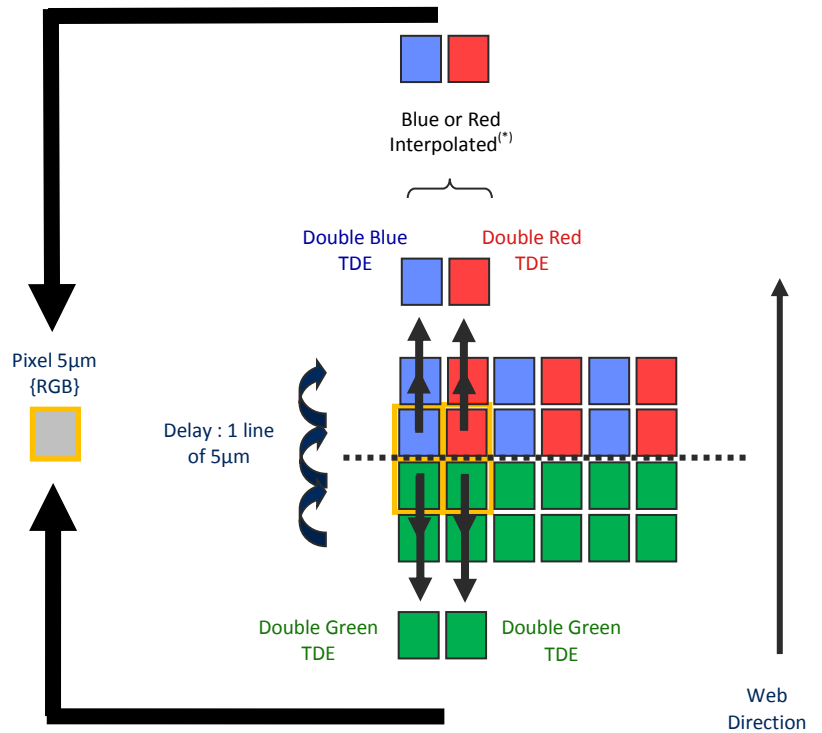 Blue or Red
Interpolated(*)
Double Blue
TDE
Double Red
TDE
Pixel 5µm
{RGB}
Delay : 1 line
of 5µm
Double Green
TDE
Double Green
TDE
Web
Direction